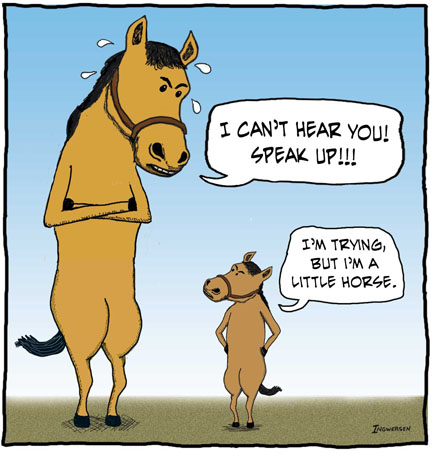 I CAN'T HEAR YOU!
SPEAK UP!!!
I'M TRYING,
BUT I'M A
LITTLE HORSE.
INGWERSEN